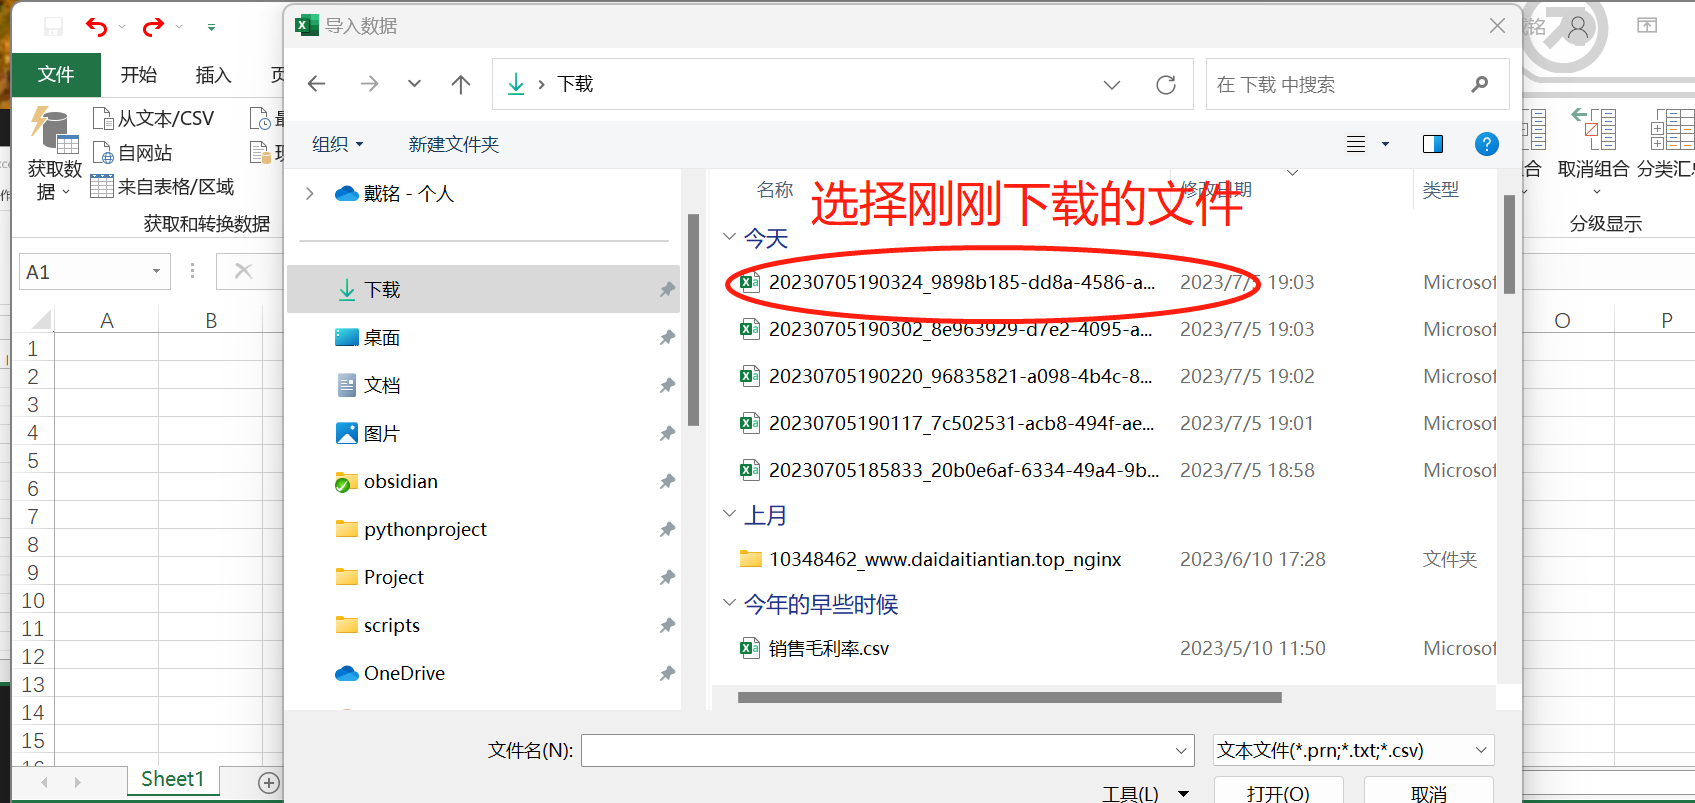 导入数据
铭
文件 开始 插入 页
下载
在 下载 中搜索
从文本/CSV
自网站
来自表格/区域
获取数
据
获取和转换数据
组织 新建文件夹
?
取消组合 分类汇总
分级显示
A1
A B O P
1
2
3
4
5
6
7
8
9
10
11
12
13
14
15
16
Sheet1
戴铭 - 个人
下载
桌面
文档
图片
obsidian
pythonproject
Project
scripts
OneDrive
名称 修改日期 类型
选择刚刚下载的文件
今天
20230705190324_9898b185-dd8a-4586-a... 2023/7/5 19:03 Microsof
20230705190302_8e963929-d7e2-4095-a... 2023/7/5 19:03 Microsof
20230705190220_96835821-a098-4b4c-8... 2023/7/5 19:02 Microsof
20230705190117_7c502531-acb8-494f-ae... 2023/7/5 19:01 Microsof
20230705185833_20b0e6af-6334-49a4-9b... 2023/7/5 18:58 Microsof
上月
10348462_www.daidaitiantian.top_nginx 2023/6/10 17:28 文件夹
今年的早些时候
销售毛利率.csv 2023/5/10 11:50 Microsof
文件名(N): 文本文件(*.prn;*.txt;*.csv)
工具(L) 打开(O) 取消